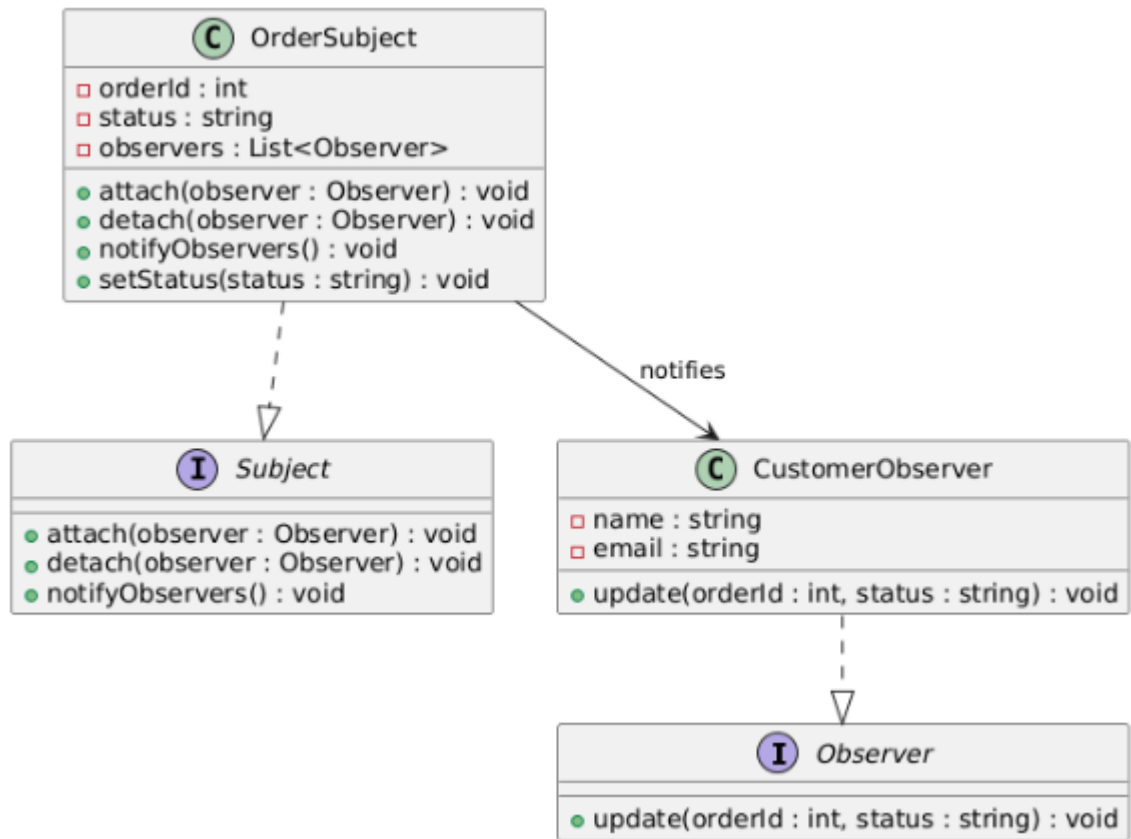 C OrderSubject
orderId : int
status : string
observers : List<Observer>
attach(observer : Observer) : void
detach(observer : Observer) : void
notifyObservers() : void
setStatus(status : string) : void
notifies
I Subject
attach(observer : Observer) : void
detach(observer : Observer) : void
notifyObservers() : void
C CustomerObserver
name : string
email : string
update(orderId : int, status : string) : void
I Observer
update(orderId : int, status : string) : void